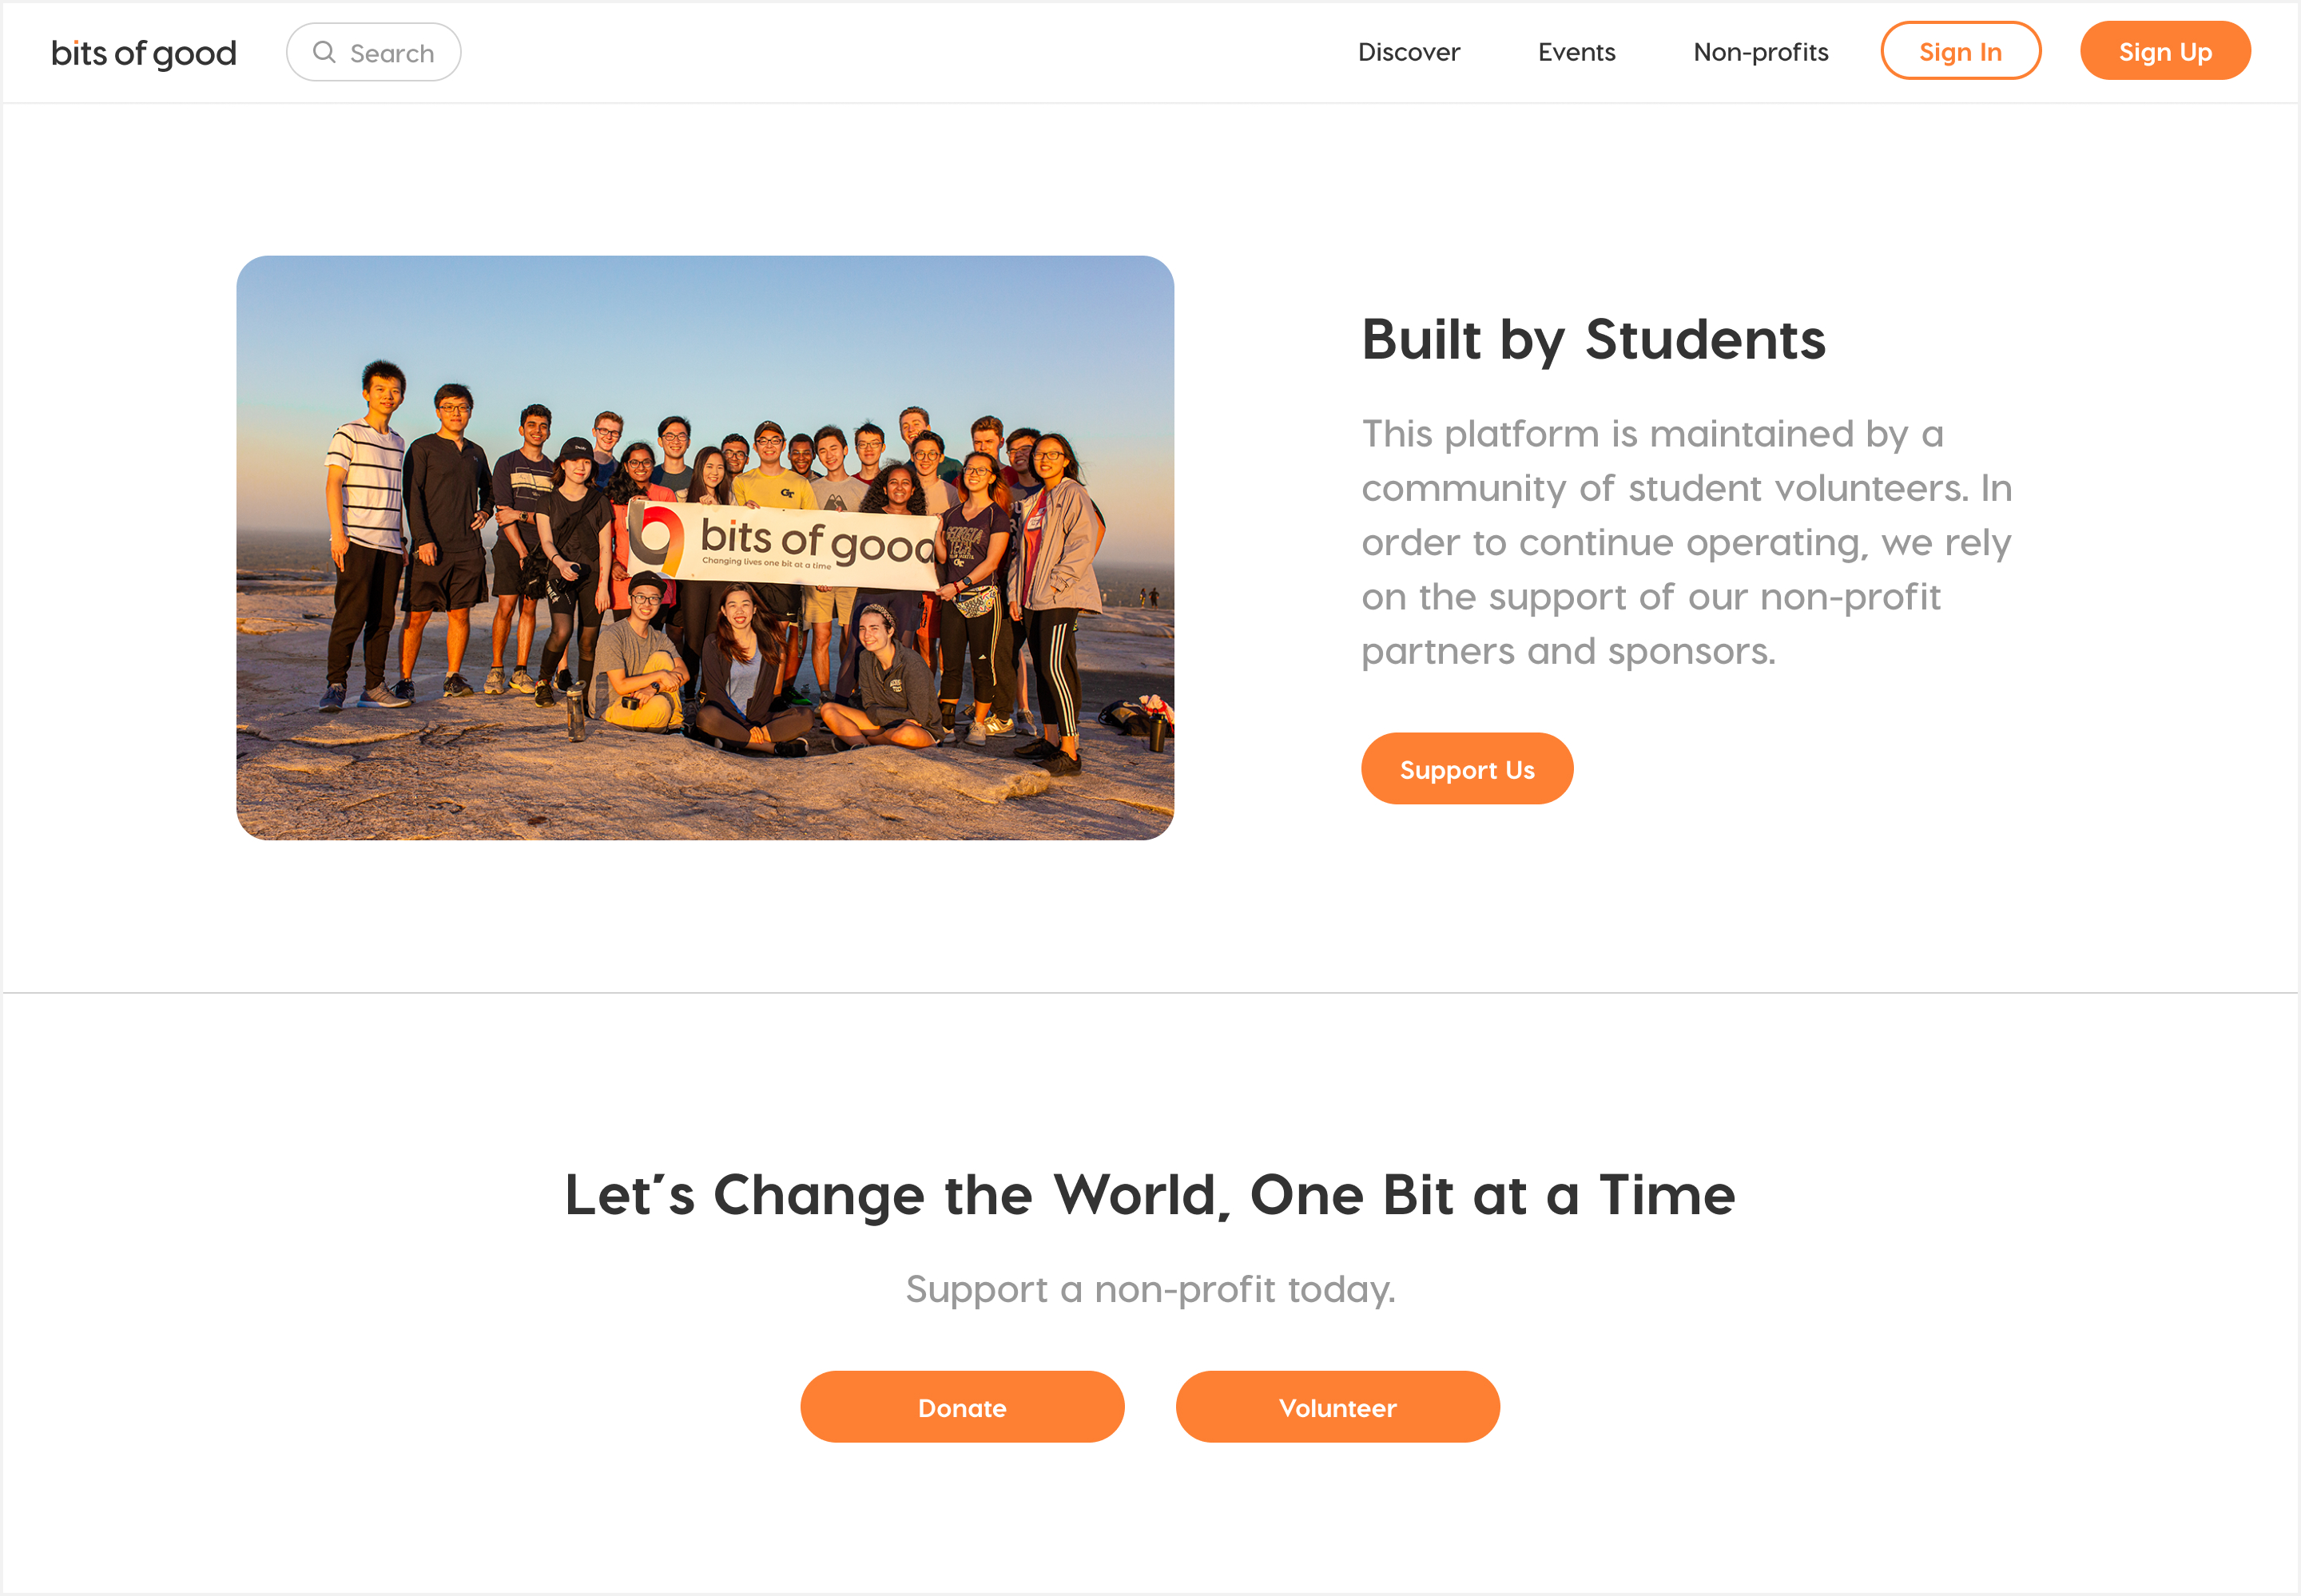 bits of good
Search
Discover
Events
Non-profits
Sign In
Sign Up
bits of good
Changing lives one bit at a time
GEORGIA
TECH
Built by Students
This platform is maintained by a
community of student volunteers. In
order to continue operating, we rely
on the support of our non-profit
partners and sponsors.
Support Us
Let's Change the World, One Bit at a Time
Support a non-profit today.
Donate
Volunteer